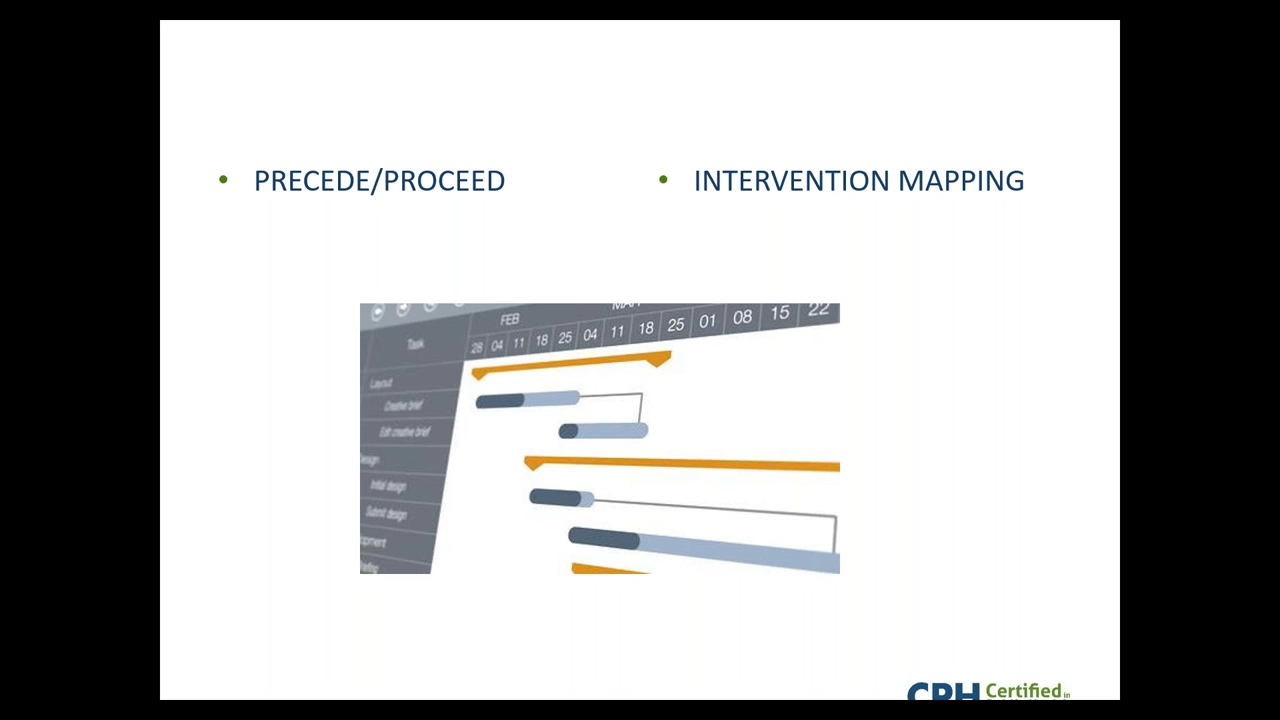 • PRECEDE/PROCEED
• INTERVENTION MAPPING
FEB
Task
28 04 11 18 25 04 11 18 25 01 08 15 22
Layout
Creative brief
Edit creative brief
Initial design
Submit design
CPH Certified in